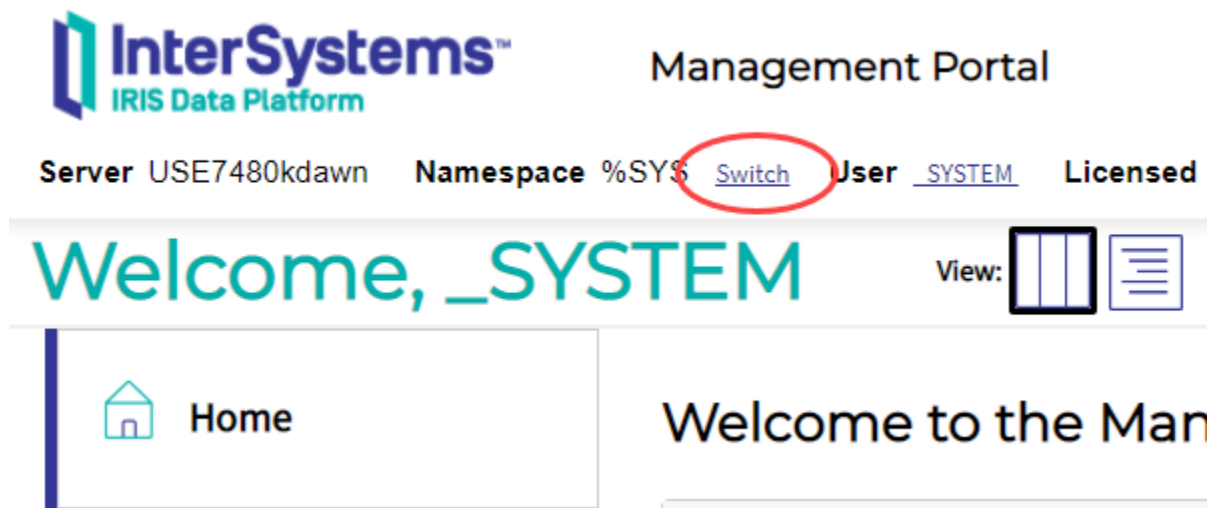 InterSystems™
IRIS Data Platform
Management Portal
Server USE7480kdawn Namespace %SYS Switch User _SYSTEM Licensed
Welcome, _SYSTEM View:
Home
Welcome to the Man